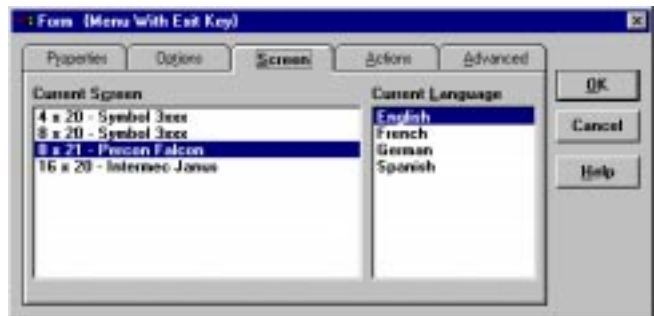 Form (Menu With Exit Key)
Properties Options Screen Actions Advanced
Current Screen
4 x 20 - Symbol 3xxx
8 x 20 - Symbol 3xxx
8 x 21 - Percon Falcon
16 x 20 - Intermec Janus
Current Language
English
French
German
Spanish
OK
Cancel
Help